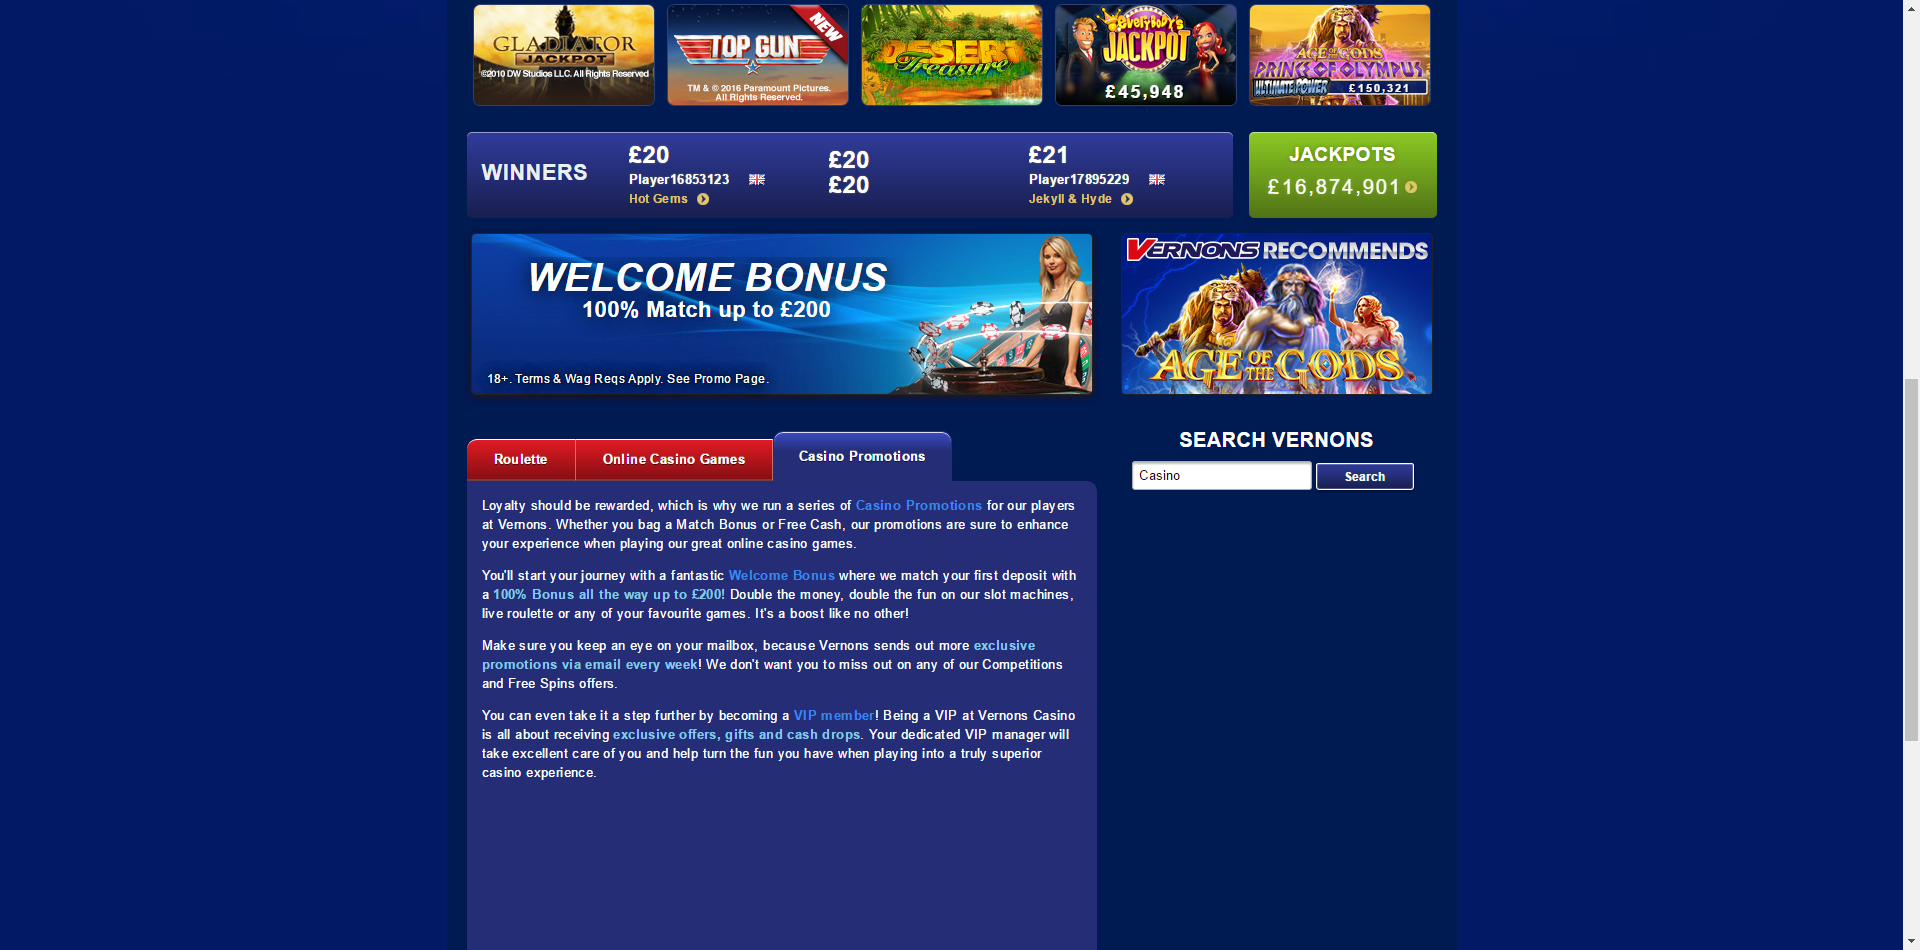 GLADIATOR
JACKPOT
©2010 DW Studios LLC. All Rights Reserved
TOP GUN
NEW
TM & © 2016 Paramount Pictures.
All Rights Reserved.
DESERT
Treasure
everybody's
JACKPOT
£45,948
AGE OF THE GODS
PRINCE OF OLYMPUS
ULTIMATE POWER £150,321
WINNERS
£20
Player16853123
Hot Gems
£20
£20
£21
Player17895229
Jekyll & Hyde
JACKPOTS
£16,874,901
WELCOME BONUS
100% Match up to £200
18+. Terms & Wag Reqs Apply. See Promo Page.
VERNONS RECOMMENDS
AGE OF THE GODS
Roulette
Online Casino Games
Casino Promotions
Loyalty should be rewarded, which is why we run a series of Casino Promotions for our players
at Vernons. Whether you bag a Match Bonus or Free Cash, our promotions are sure to enhance
your experience when playing our great online casino games.
You'll start your journey with a fantastic Welcome Bonus where we match your first deposit with
a 100% Bonus all the way up to £200! Double the money, double the fun on our slot machines,
live roulette or any of your favourite games. It's a boost like no other!
Make sure you keep an eye on your mailbox, because Vernons sends out more exclusive
promotions via email every week! We don't want you to miss out on any of our Competitions
and Free Spins offers.
You can even take it a step further by becoming a VIP member! Being a VIP at Vernons Casino
is all about receiving exclusive offers, gifts and cash drops. Your dedicated VIP manager will
take excellent care of you and help turn the fun you have when playing into a truly superior
casino experience.
SEARCH VERNONS
Casino
Search